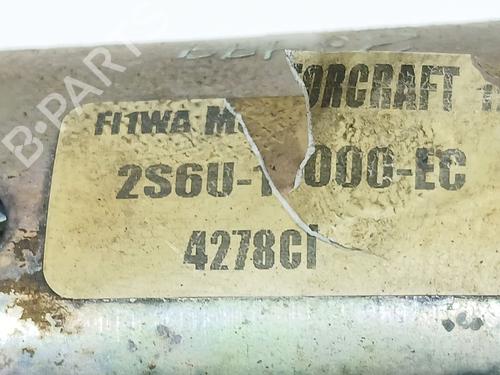 B-PARTS
FI1WA M ORCRAFT
2S6U-1 000-EC
4278CI